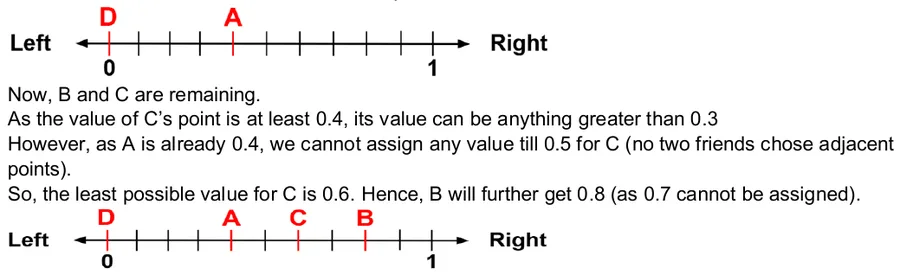 D A
Left Right
0 1
Now, B and C are remaining.
As the value of C's point is at least 0.4, its value can be anything greater than 0.3
However, as A is already 0.4, we cannot assign any value till 0.5 for C (no two friends chose adjacent
points).
So, the least possible value for C is 0.6. Hence, B will further get 0.8 (as 0.7 cannot be assigned).
D A C B
Left Right
0 1